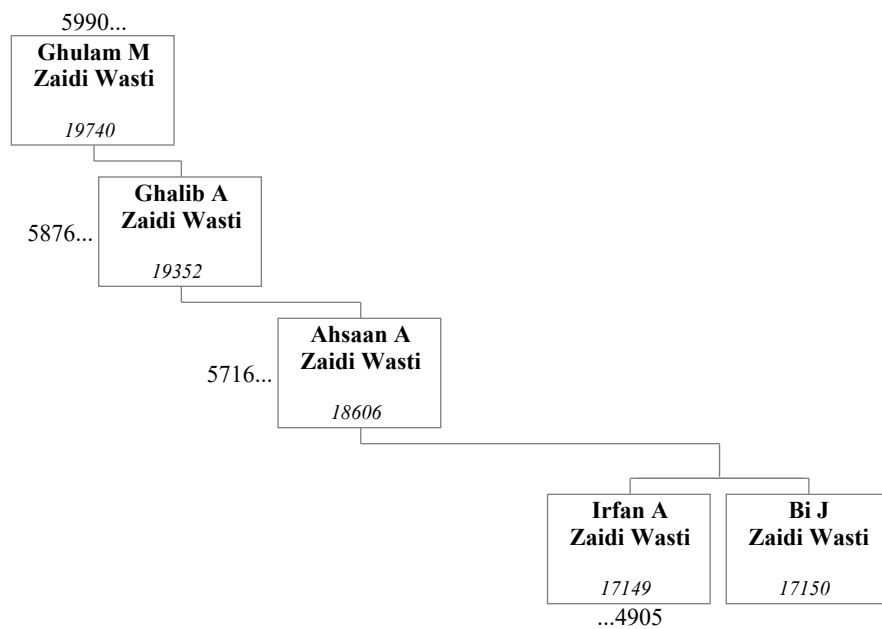 5990...
Ghulam M
Zaidi Wasti
19740
Ghalib A
Zaidi Wasti
5876...
19352
Ahsaan A
Zaidi Wasti
5716...
18606
Irfan A
Zaidi Wasti
17149
...4905
Bi J
Zaidi Wasti
17150